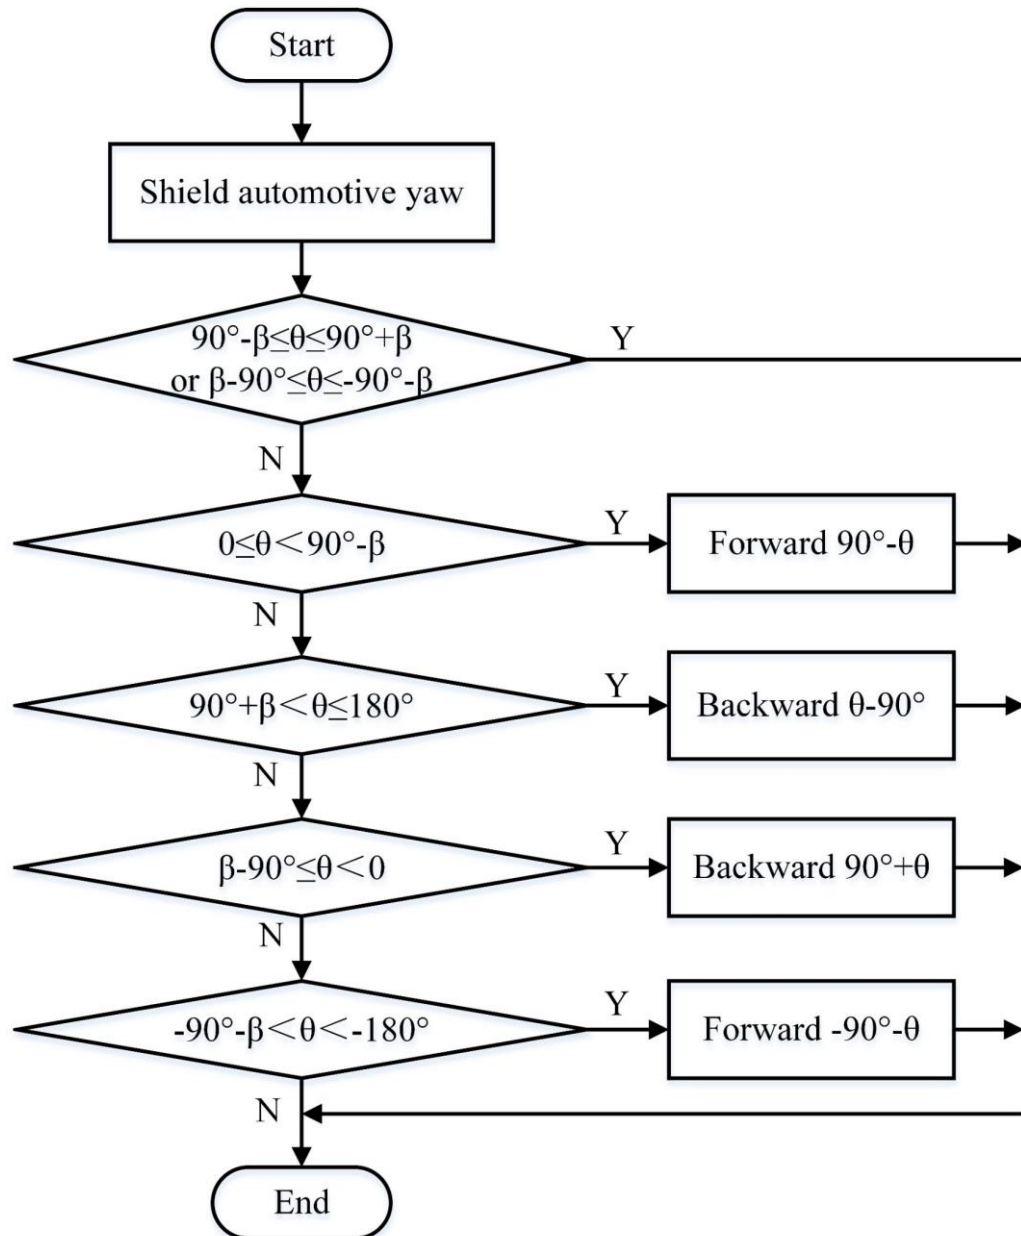 Start
Shield automotive yaw
90°-β≤θ≤90°+β
or β-90°≤θ≤-90°-β
Y
N
0≤θ<90°-β
Y
Forward 90°-θ
N
90°+β<θ≤180°
Y
Backward θ-90°
N
β-90°≤θ<0
Y
Backward 90°+θ
N
-90°-β<θ<-180°
Y
Forward -90°-θ
N
End